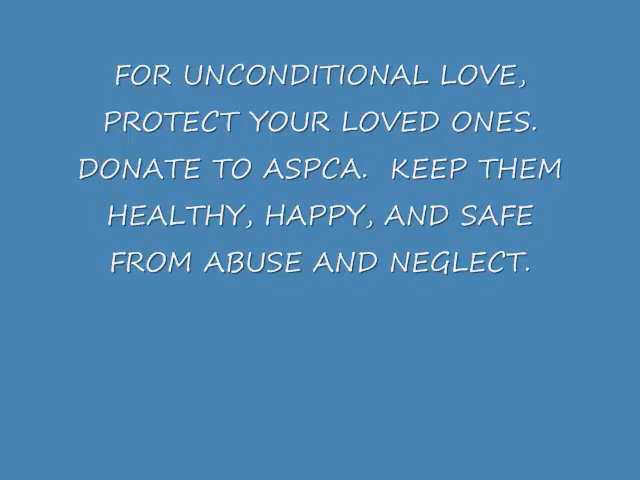 FOR UNCONDITIONAL LOVE,
PROTECT YOUR LOVED ONES.
DONATE TO ASPCA.  KEEP THEM
HEALTHY, HAPPY, AND SAFE
FROM ABUSE AND NEGLECT.